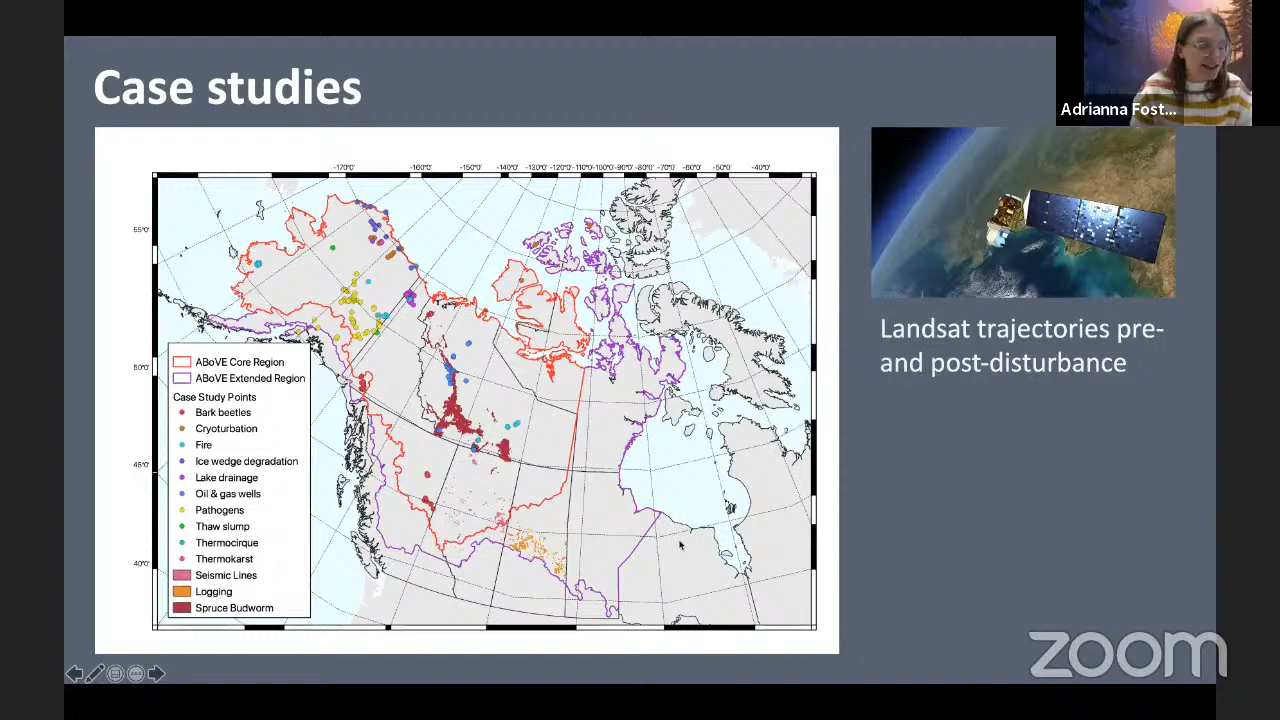 Case studies
Adrianna Fost...
-170°0' -160°0' -150°0' -140°0' -130°0' -120°0' -110°0' -100°0' -90°0' -80°0' -70°0' -60°0' -50°0' -40°0'
55°0'
50°0'
45°0'
40°0'
ABoVE Core Region
ABoVE Extended Region
Case Study Points
Bark beetles
Cryoturbation
Fire
Ice wedge degradation
Lake drainage
Oil & gas wells
Pathogens
Thaw slump
Thermocirque
Thermokarst
Seismic Lines
Logging
Spruce Budworm
Landsat trajectories pre-
and post-disturbance
zoom